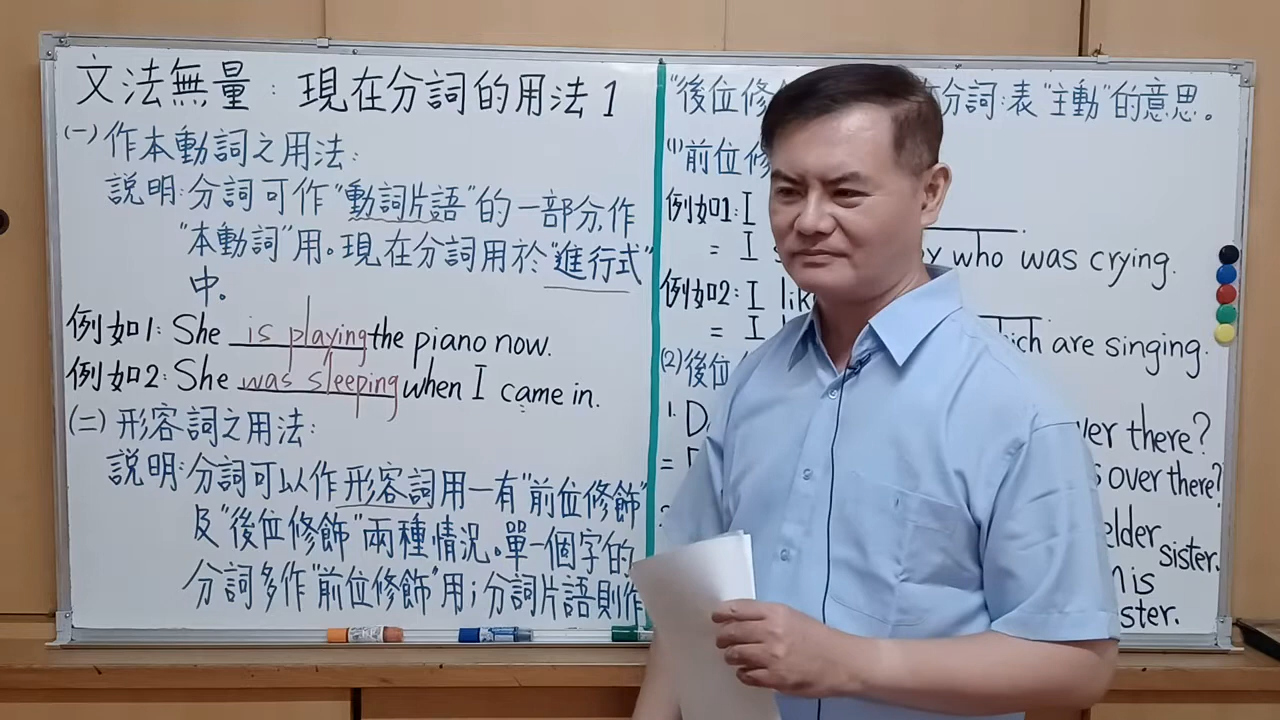 文法無量：現在分詞的用法1
㈠作本動詞之用法：
說明：分詞可作"動詞片語"的一部分,作
"本動詞"用。現在分詞用於"進行式"
中。
例如1：She is playing the piano now.
例如2：She was sleeping when I came in.
㈡形容詞之用法：
說明：分詞可以作形容詞用—有"前位修飾"
及"後位修飾"兩種情況。單一個字的
分詞多作"前位修飾"用；分詞片語則作
"後位修 分詞：表"主動"的意思。
⑴前位修
例如1：I
= I who was crying.
例如2：I lik
= I ich are singing.
⑵後位
1. D ver there?
= over there?
elder sister.
is
ster.